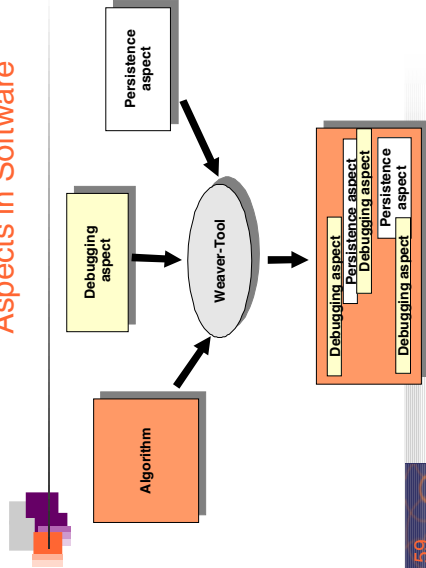 Aspects in Software
Algorithm
Debugging
aspect
Persistence
aspect
Weaver-Tool
Debugging aspect
Persistence aspect
Debugging aspect
Persistence
aspect
Debugging aspect
59